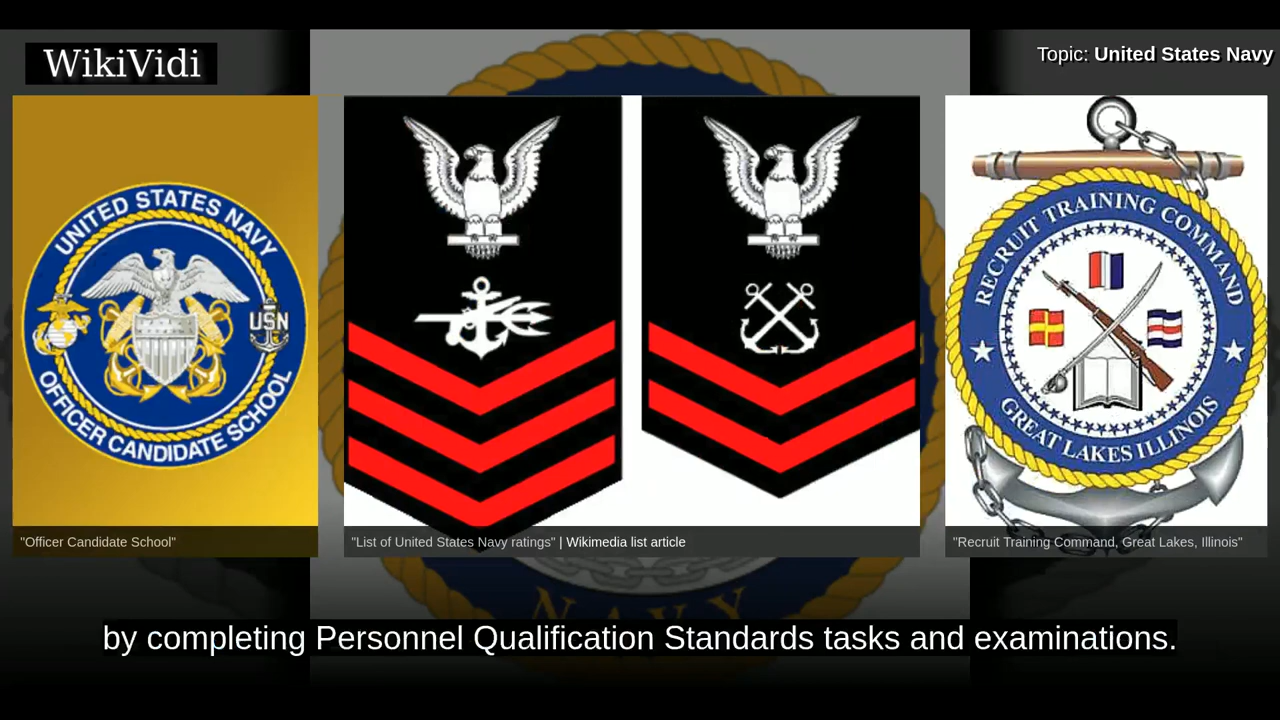 WikiVidi
Topic: United States Navy
UNITED STATES NAVY
USN
OFFICER CANDIDATE SCHOOL
RECRUIT TRAINING COMMAND
GREAT LAKES ILLINOIS
"Officer Candidate School"
"List of United States Navy ratings" | Wikimedia list article
"Recruit Training Command, Great Lakes, Illinois"
NAVY
by completing Personnel Qualification Standards tasks and examinations.